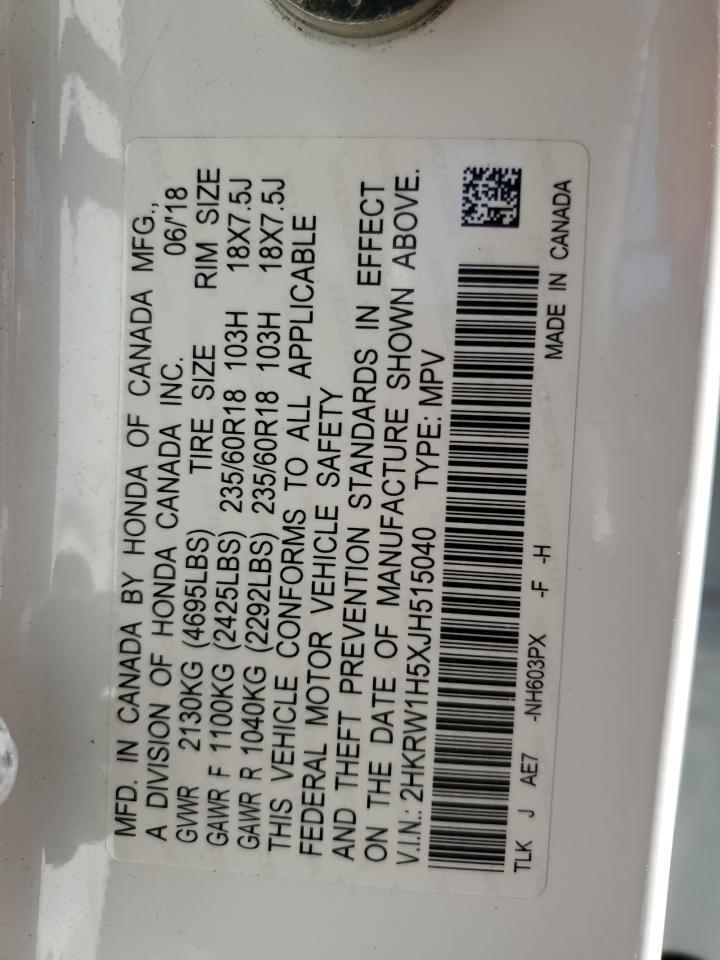 MFD. IN CANADA BY HONDA OF CANADA MFG.,
A DIVISION OF HONDA CANADA INC. 06/'18
GVWR 2130KG (4695LBS) TIRE SIZE RIM SIZE
GAWR F 1100KG (2425LBS) 235/60R18 103H 18X7.5J
GAWR R 1040KG (2292LBS) 235/60R18 103H 18X7.5J
THIS VEHICLE CONFORMS TO ALL APPLICABLE
FEDERAL MOTOR VEHICLE SAFETY
AND THEFT PREVENTION STANDARDS IN EFFECT
ON THE DATE OF MANUFACTURE SHOWN ABOVE.
V.I.N.: 2HKRW1H5XJH515040 TYPE: MPV
TLK J AE7 -NH603PX -F -H
MADE IN CANADA